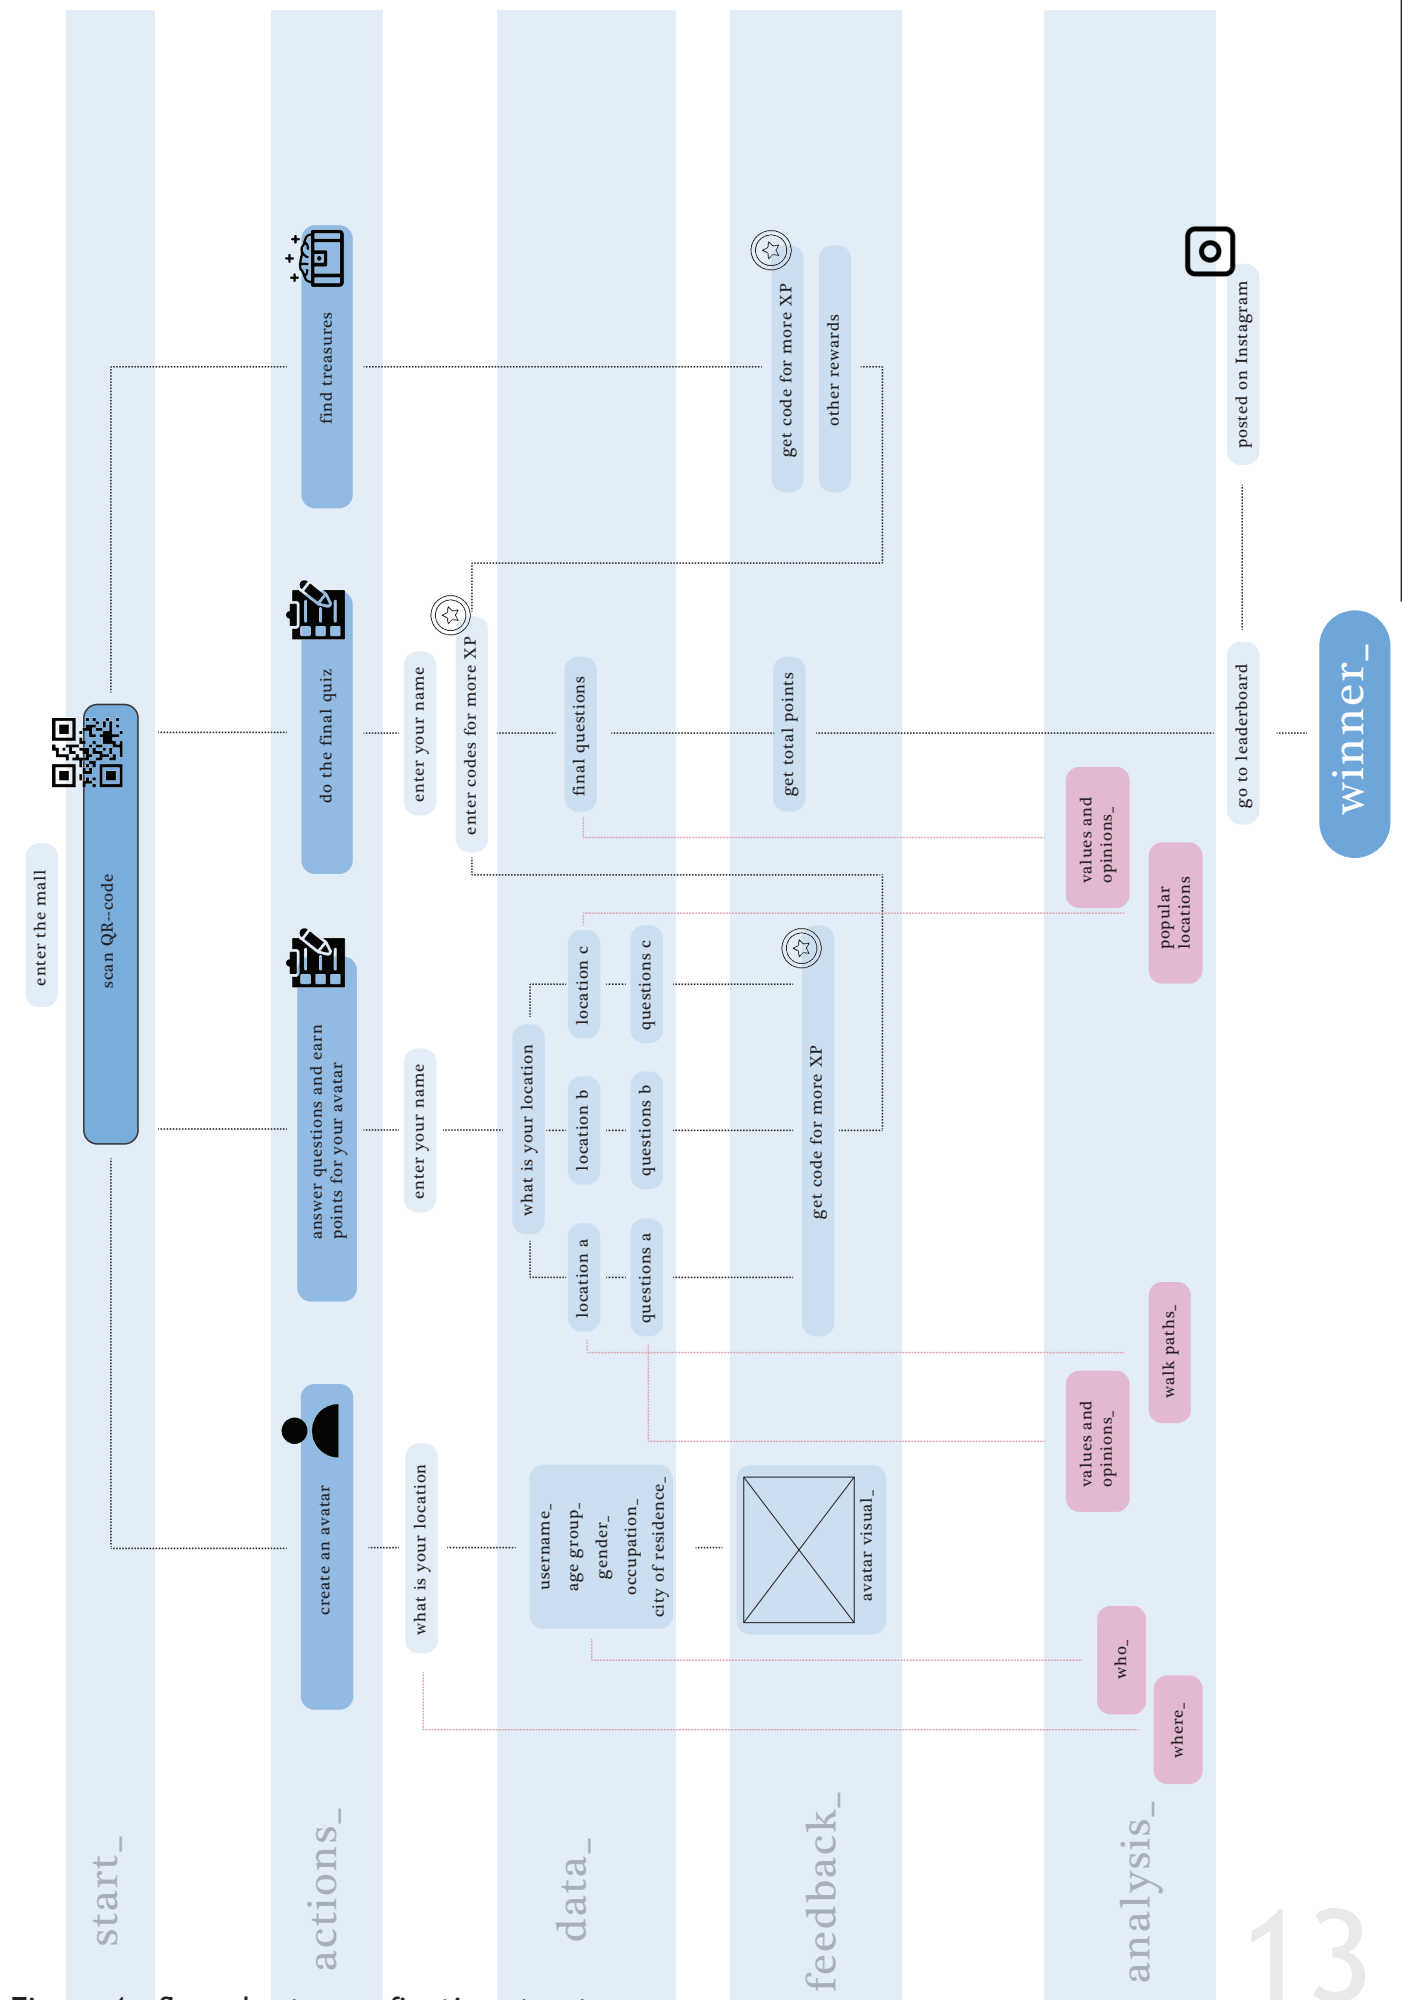 start_
enter the mall
scan QR--code
actions_
create an avatar
answer questions and earn
points for your avatar
do the final quiz
find treasures
what is your location
enter your name
enter your name
enter codes for more XP
data_
username_
age group_
gender_
occupation_
city of residence_
what is your location
location a
location b
location c
questions a
questions b
questions c
final questions
feedback_
avatar visual_
get code for more XP
get total points
get code for more XP
other rewards
analysis_
where_
who_
values and
opinions_
walk paths_
popular
locations
values and
opinions_
go to leaderboard
posted on Instagram
winner_
13